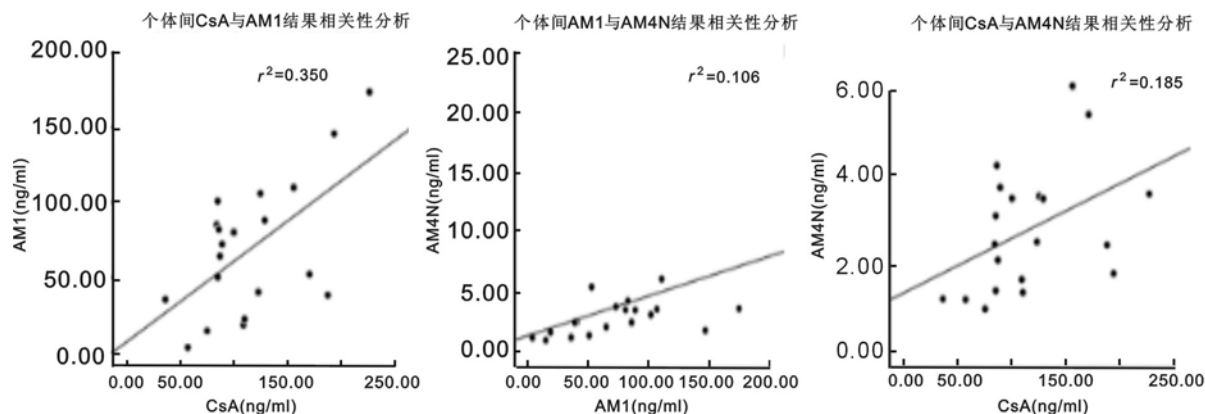 个体间CsA与AM1结果相关性分析
r²=0.350
AM1(ng/ml)
200.00
150.00
100.00
50.00
0.00
0.00 50.00 100.00 150.00 250.00
CsA(ng/ml)
个体间AM1与AM4N结果相关性分析
r²=0.106
AM4N(ng/ml)
25.00
20.00
15.00
10.00
5.00
0.00
0.00 50.00 100.00 150.00 200.00
AM1(ng/ml)
个体间CsA与AM4N结果相关性分析
r²=0.185
AM4N(ng/ml)
6.00
4.00
2.00
0.00
0.00 50.00 100.00 150.00 250.00
CsA(ng/ml)